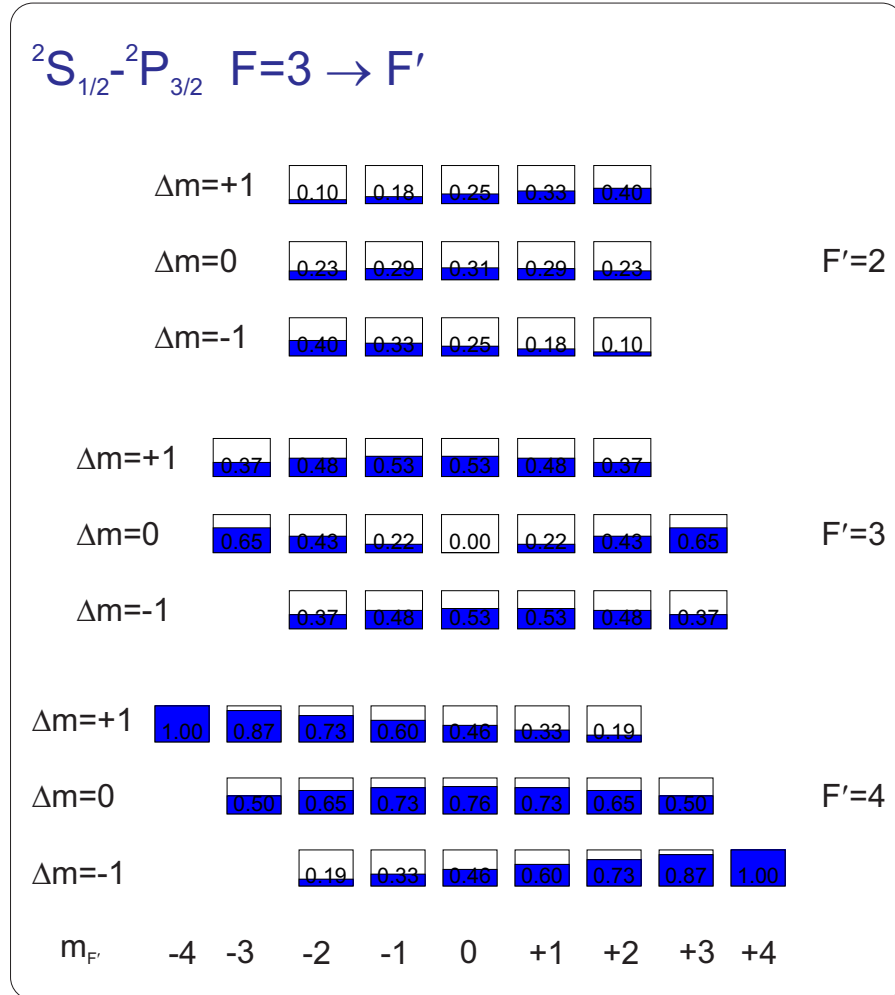 ²S₁/₂-²P₃/₂ F=3 → F′
Δm=+1 0.10 0.18 0.25 0.33 0.40
Δm=0 0.23 0.29 0.31 0.29 0.23 F′=2
Δm=-1 0.40 0.33 0.25 0.18 0.10
Δm=+1 0.37 0.48 0.53 0.53 0.48 0.37
Δm=0 0.65 0.43 0.22 0.00 0.22 0.43 0.65 F′=3
Δm=-1 0.37 0.48 0.53 0.53 0.48 0.37
Δm=+1 1.00 0.87 0.73 0.60 0.46 0.33 0.19
Δm=0 0.50 0.65 0.73 0.76 0.73 0.65 0.50 F′=4
Δm=-1 0.19 0.33 0.46 0.60 0.73 0.87 1.00
m_F′ -4 -3 -2 -1 0 +1 +2 +3 +4